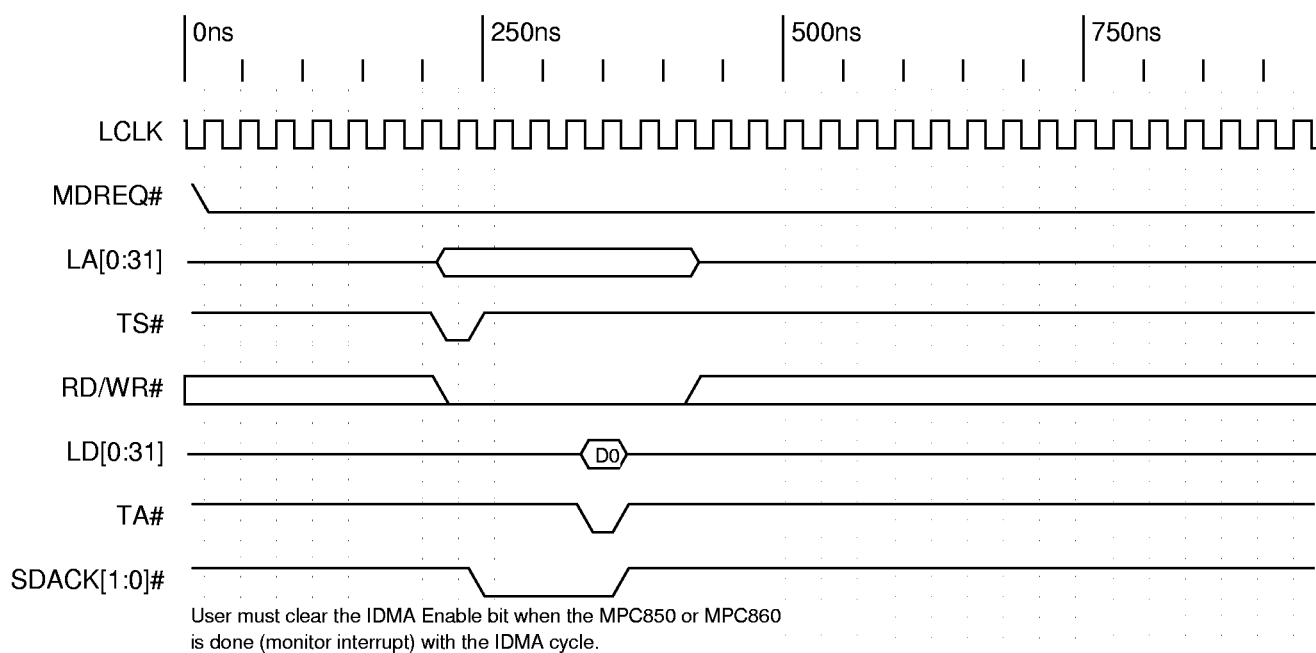 0ns 250ns 500ns 750ns
LCLK
MDREQ#
LA[0:31]
TS#
RD/WR#
LD[0:31]
D0
TA#
SDACK[1:0]#
User must clear the IDMA Enable bit when the MPC850 or MPC860
is done (monitor interrupt) with the IDMA cycle.